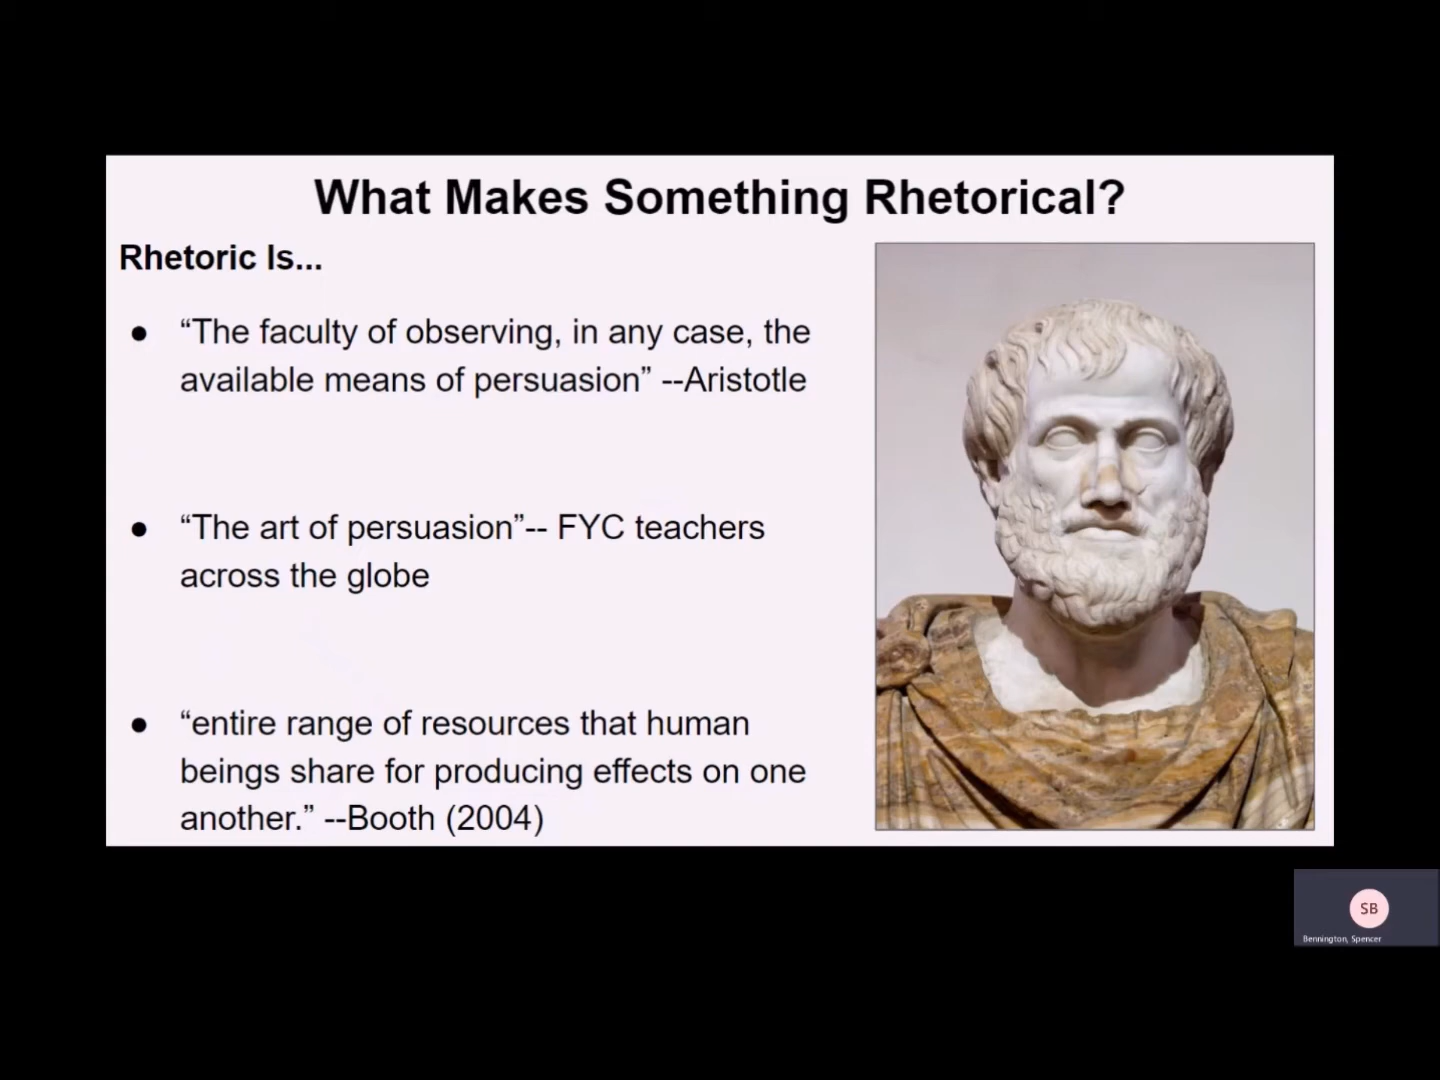 What Makes Something Rhetorical?
Rhetoric Is...
● “The faculty of observing, in any case, the
available means of persuasion” --Aristotle
● “The art of persuasion”-- FYC teachers
across the globe
● “entire range of resources that human
beings share for producing effects on one
another.” --Booth (2004)
SB
Bennington, Spencer